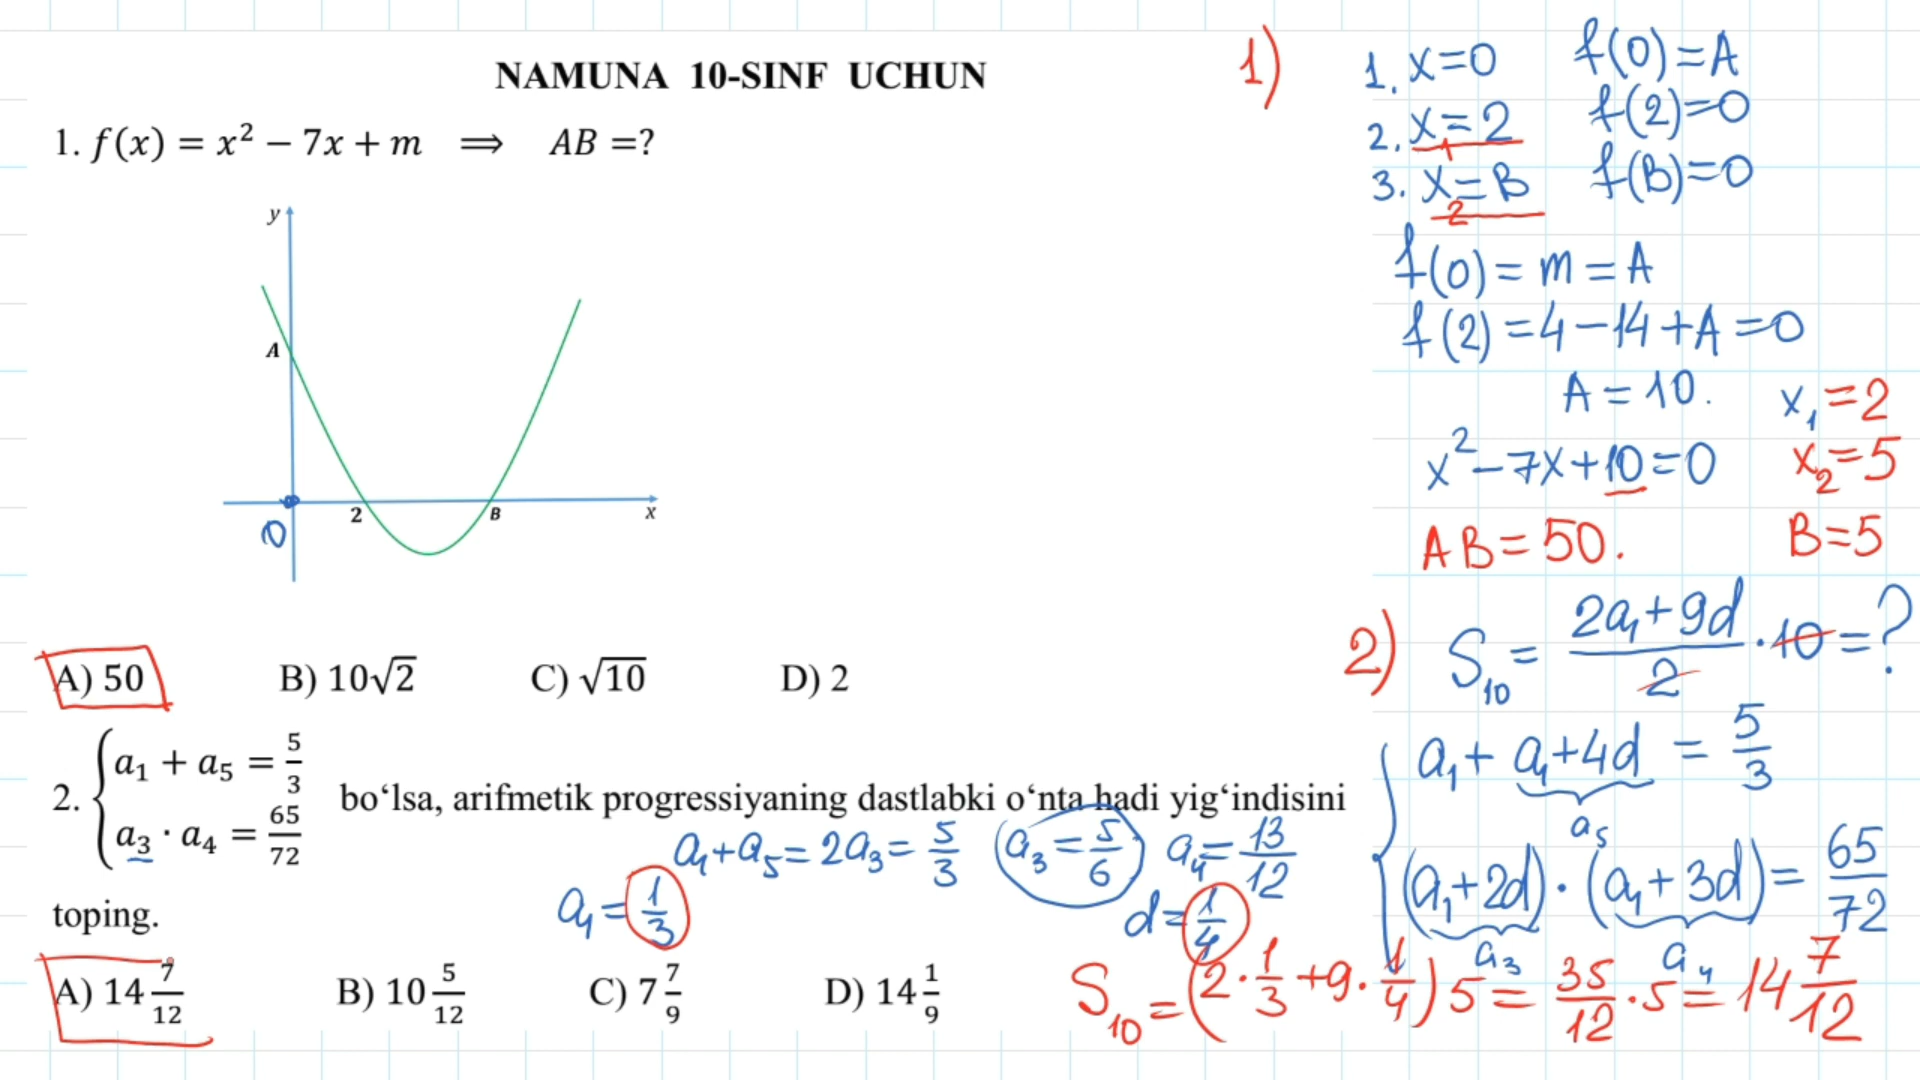 NAMUNA 10-SINF UCHUN
1. f(x) = x² − 7x + m ⟹ AB =?
y
A
O
2
B
x
A) 50 B) 10√2 C) √10 D) 2
2. { a₁ + a₅ = 5/3
a₃ · a₄ = 65/72
bo‘lsa, arifmetik progressiyaning dastlabki o‘nta hadi yig‘indisini
toping.
a₁+a₅ = 2a₃ = 5/3 a₃ = 5/6 a₄ = 13/12
a₁ = 1/3 d = 1/4
A) 14 7/12 B) 10 5/12 C) 7 7/9 D) 14 1/9
1) 1. x=0 f(0)=A
2. x=2 f(2)=0
1
3. x=B f(B)=0
2
f(0) = m = A
f(2) = 4−14+A = 0
A = 10. x₁=2
x²−7x+10=0 x₂=5
AB = 50. B=5
2) S₁₀ = (2a₁+9d)/2 · 10 = ?
{ a₁ + a₁+4d = 5/3
a₅
(a₁+2d) · (a₁+3d) = 65/72
a₃ a₄
S₁₀ = (2 · 1/3 + 9 · 1/4) 5 = 35/12 · 5 = 14 7/12